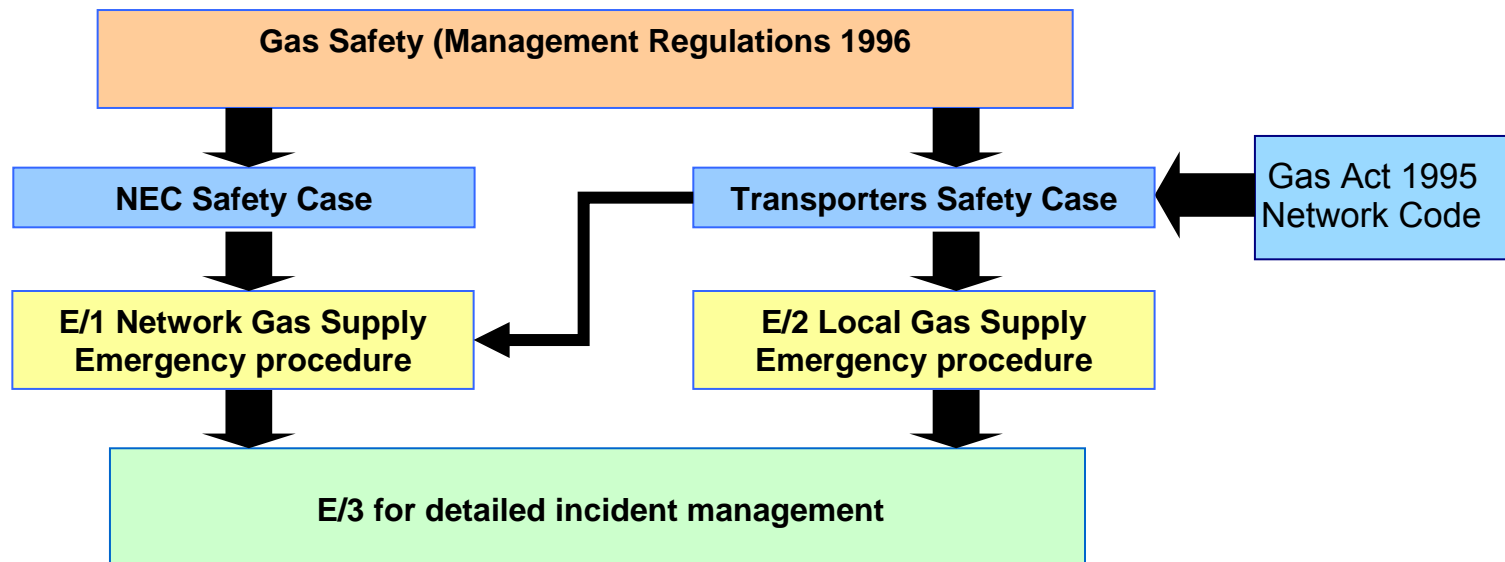 Gas Safety (Management Regulations 1996
NEC Safety Case
Transporters Safety Case
Gas Act 1995
Network Code
E/1 Network Gas Supply
Emergency procedure
E/2 Local Gas Supply
Emergency procedure
E/3 for detailed incident management